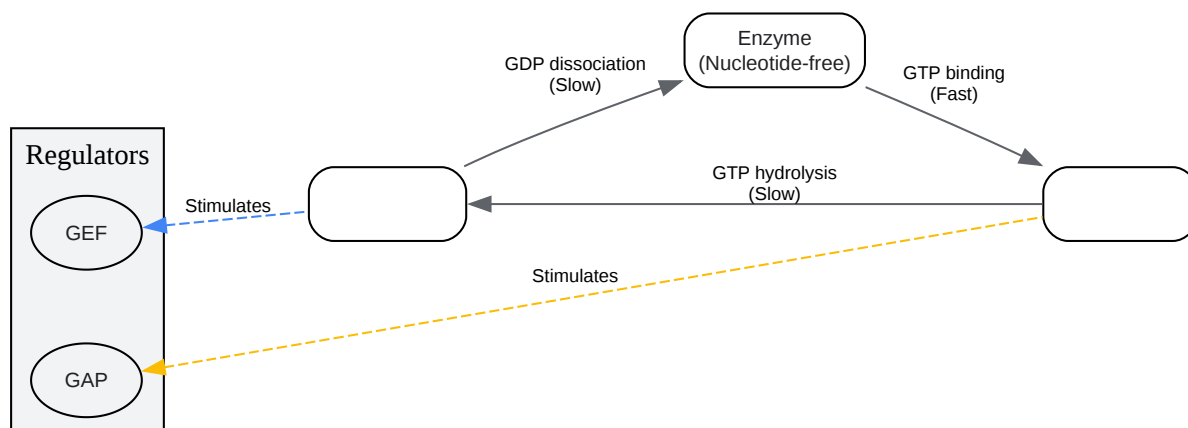 Enzyme
(Nucleotide-free)
GDP dissociation
(Slow)
GTP binding
(Fast)
Regulators
GTP hydrolysis
(Slow)
Stimulates
GEF
Stimulates
GAP